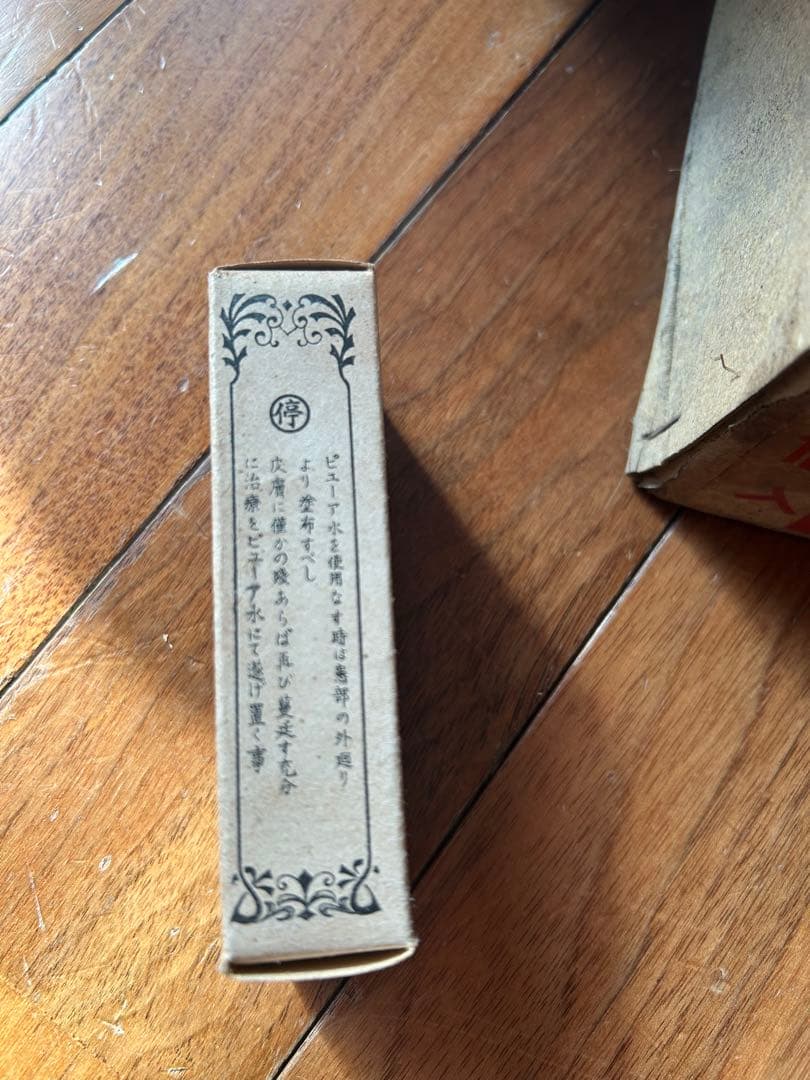 停
ピユーア水を使用なす時は患部の外廻り
より塗布すべし
皮膚に僅かの残あらば再び蔓延す充分
に治療をピユーア水にて遂げ置く事